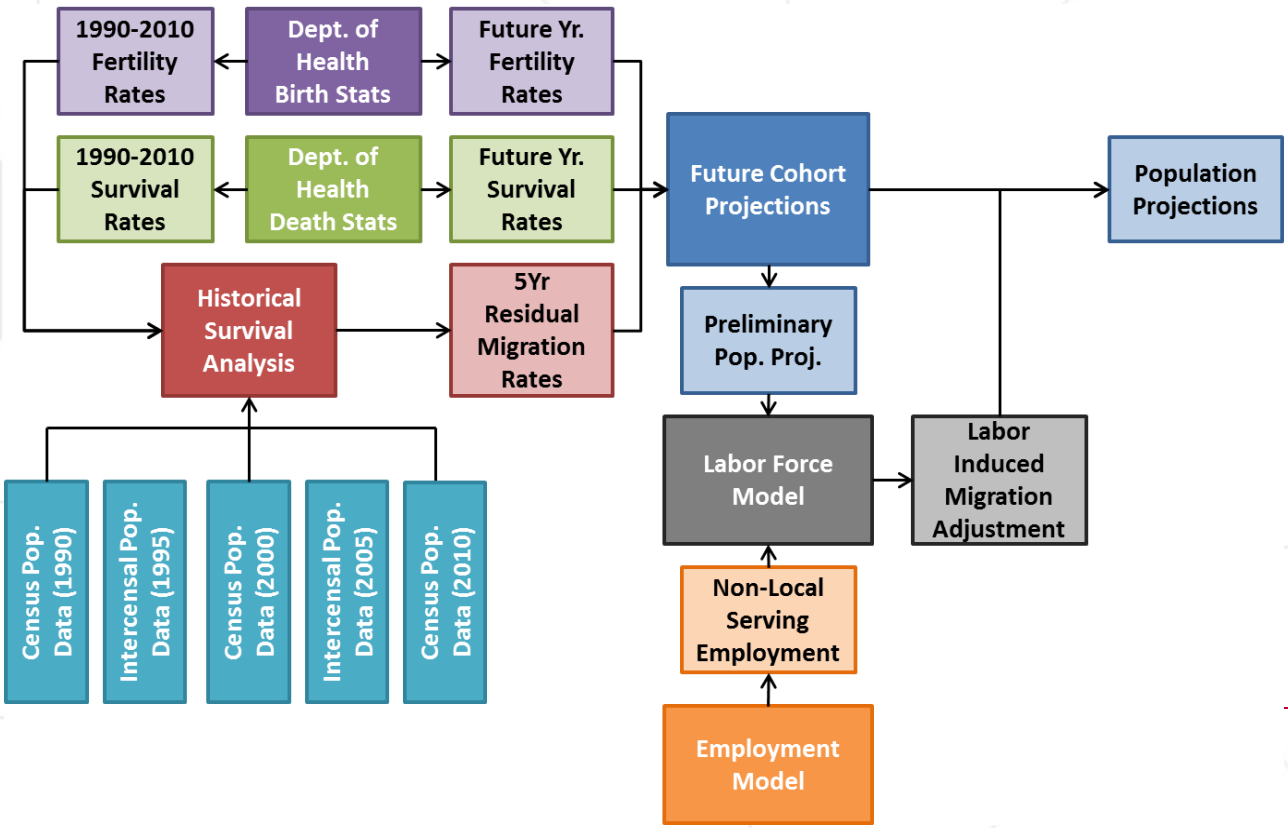 1990-2010
Fertility
Rates
Dept. of
Health
Birth Stats
Future Yr.
Fertility
Rates
1990-2010
Survival
Rates
Dept. of
Health
Death Stats
Future Yr.
Survival
Rates
Future Cohort
Projections
Population
Projections
Historical
Survival
Analysis
5Yr
Residual
Migration
Rates
Preliminary
Pop. Proj.
Labor Force
Model
Labor
Induced
Migration
Adjustment
Census Pop.
Data (1990)
Intercensal Pop.
Data (1995)
Census Pop.
Data (2000)
Intercensal Pop.
Data (2005)
Census Pop.
Data (2010)
Non-Local
Serving
Employment
Employment
Model